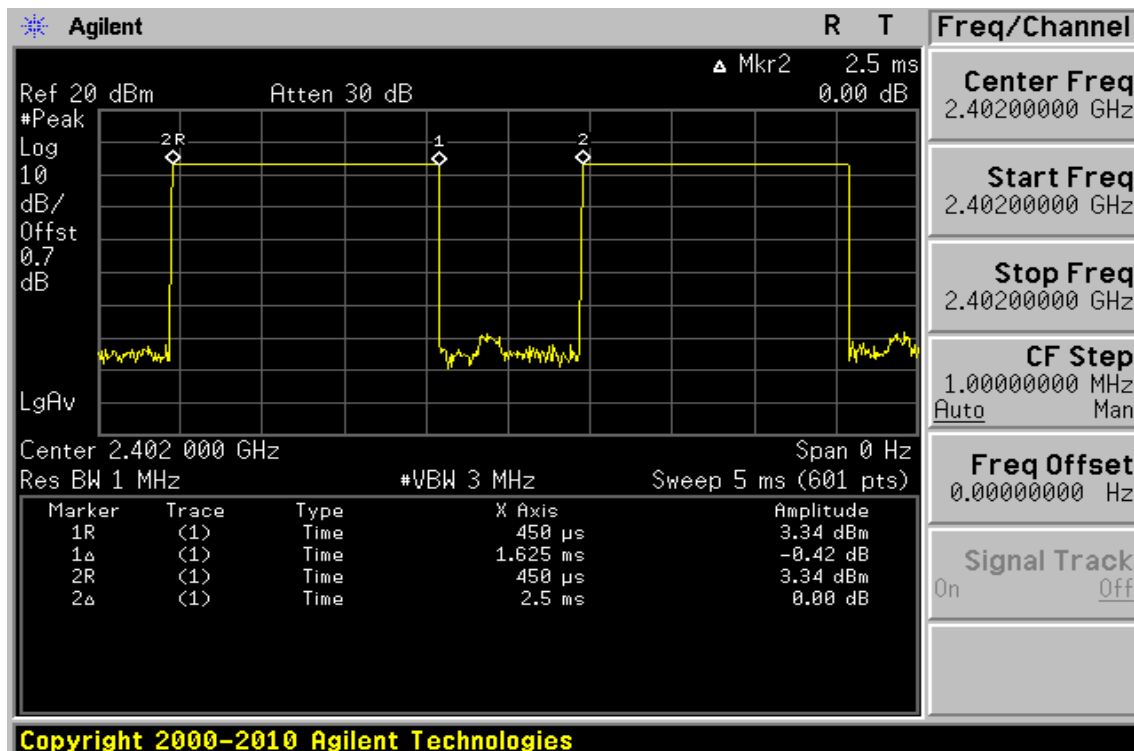 Agilent R T
Freq/Channel
Δ Mkr2 2.5 ms
Ref 20 dBm Atten 30 dB 0.00 dB
#Peak
Log
10
dB/
Offst
0.7
dB
LgAv
2R 1 2
Center 2.402 000 GHz Span 0 Hz
Res BW 1 MHz #VBW 3 MHz Sweep 5 ms (601 pts)
Marker Trace Type X Axis Amplitude
1R (1) Time 450 µs 3.34 dBm
1Δ (1) Time 1.625 ms -0.42 dB
2R (1) Time 450 µs 3.34 dBm
2Δ (1) Time 2.5 ms 0.00 dB
Center Freq
2.40200000 GHz
Start Freq
2.40200000 GHz
Stop Freq
2.40200000 GHz
CF Step
1.00000000 MHz
Auto Man
Freq Offset
0.00000000 Hz
Signal Track
On Off
Copyright 2000-2010 Agilent Technologies